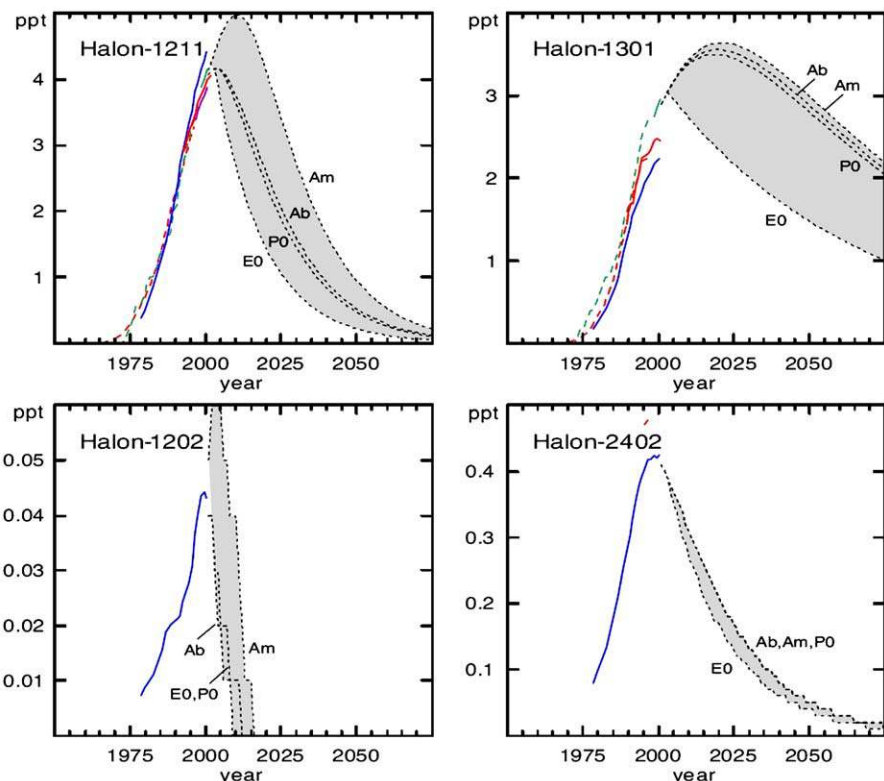 ppt
Halon-1211
4
3
2
1
Am
Ab
P0
E0
1975 2000 2025 2050
year
ppt
Halon-1301
3
2
1
Ab
Am
P0
E0
1975 2000 2025 2050
year
ppt
Halon-1202
0.05
0.04
0.03
0.02
0.01
Ab
Am
E0,P0
1975 2000 2025 2050
year
ppt
Halon-2402
0.4
0.3
0.2
0.1
Ab,Am,P0
E0
1975 2000 2025 2050
year